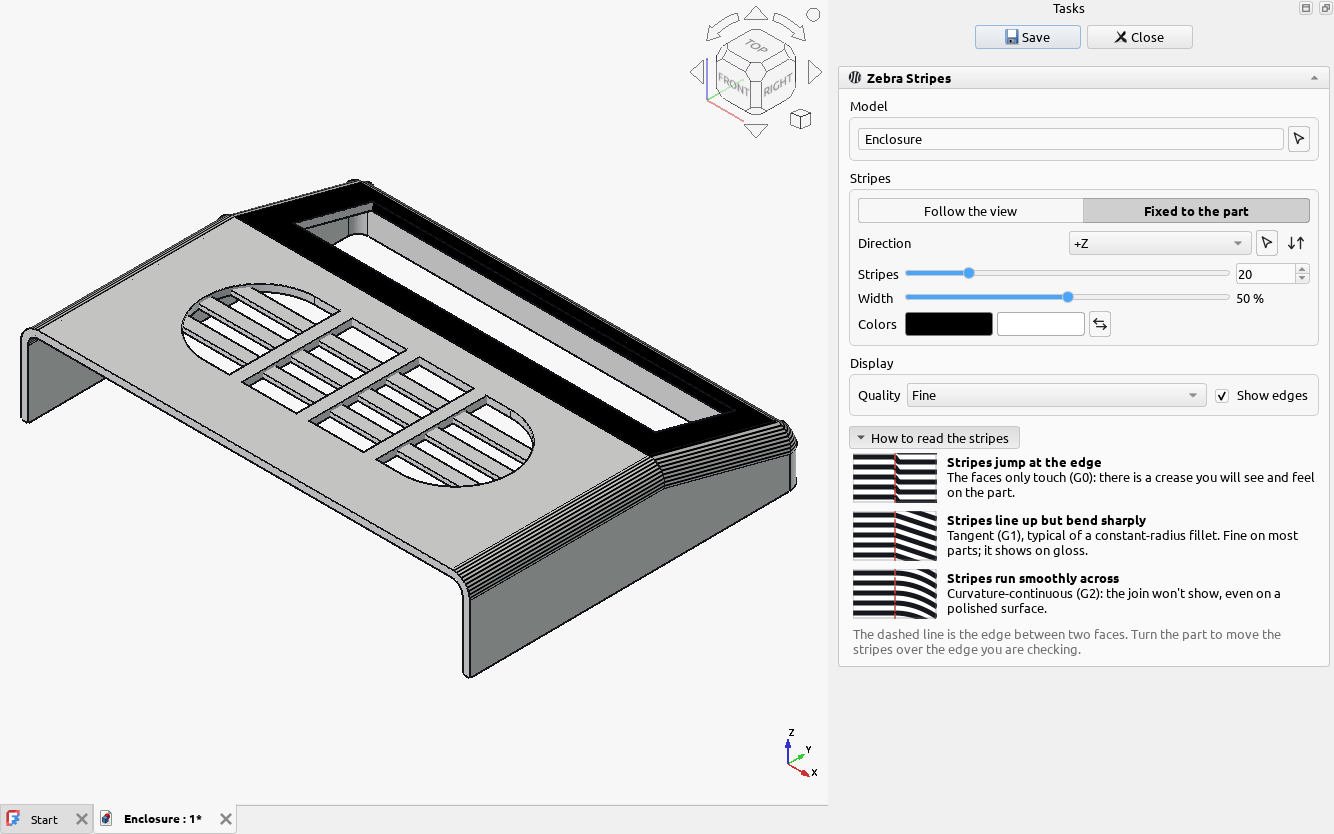 Tasks
Save
Close
Zebra Stripes
Model
Enclosure
Stripes
Follow the view
Fixed to the part
Direction
+Z
Stripes
20
Width
50 %
Colors
Display
Quality
Fine
Show edges
How to read the stripes
Stripes jump at the edge
The faces only touch (G0): there is a crease you will see and feel
on the part.
Stripes line up but bend sharply
Tangent (G1), typical of a constant-radius fillet. Fine on most
parts; it shows on gloss.
Stripes run smoothly across
Curvature-continuous (G2): the join won't show, even on a
polished surface.
The dashed line is the edge between two faces. Turn the part to move the
stripes over the edge you are checking.
TOP
FRONT
RIGHT
Z
Y
X
Start
Enclosure : 1*